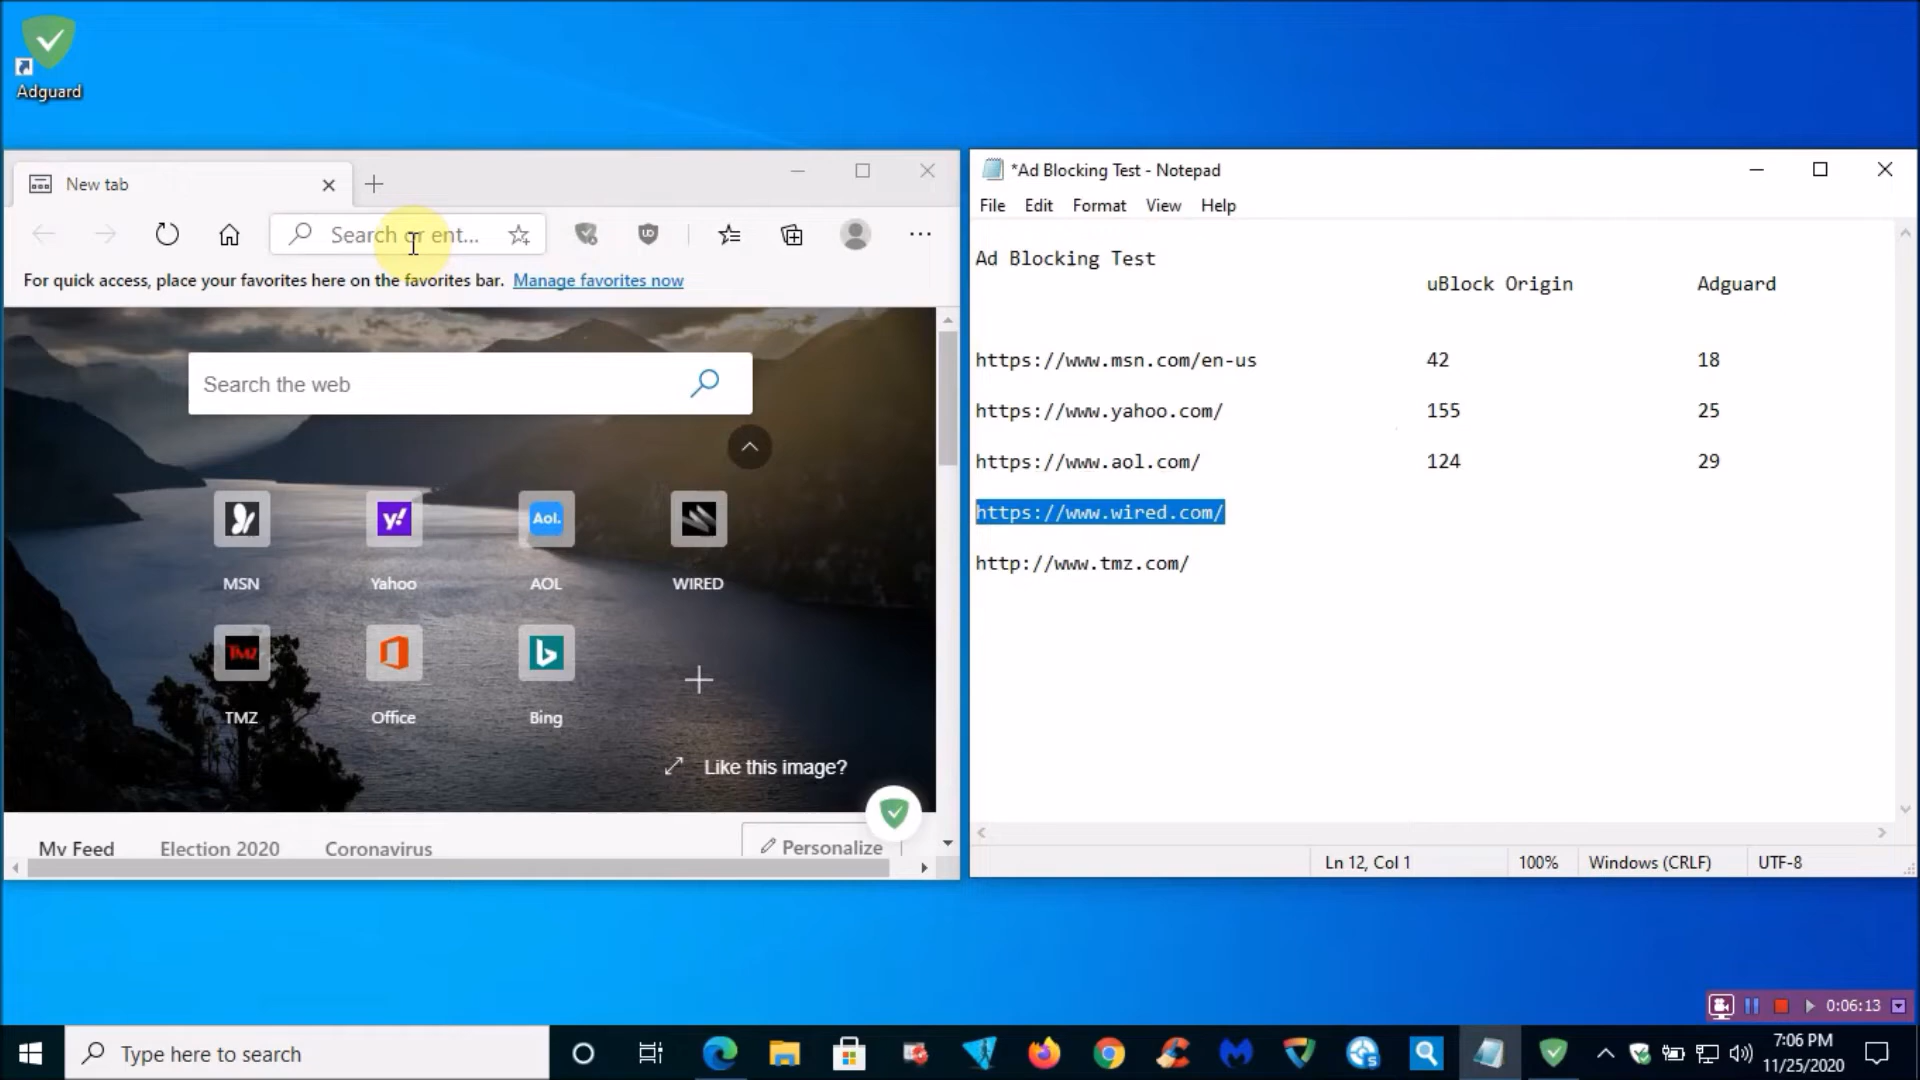 Adguard
New tab
Search or ent...
For quick access, place your favorites here on the favorites bar. Manage favorites now
Search the web
MSN
Yahoo
Aol.
AOL
WIRED
TMZ
TMZ
Office
Bing
Like this image?
My Feed Election 2020 Coronavirus Personalize
*Ad Blocking Test - Notepad
File Edit Format View Help
Ad Blocking Test
uBlock Origin Adguard
https://www.msn.com/en-us 42 18
https://www.yahoo.com/ 155 25
https://www.aol.com/ 124 29
https://www.wired.com/
http://www.tmz.com/
Ln 12, Col 1 100% Windows (CRLF) UTF-8
0:06:13
Type here to search
7:06 PM
11/25/2020